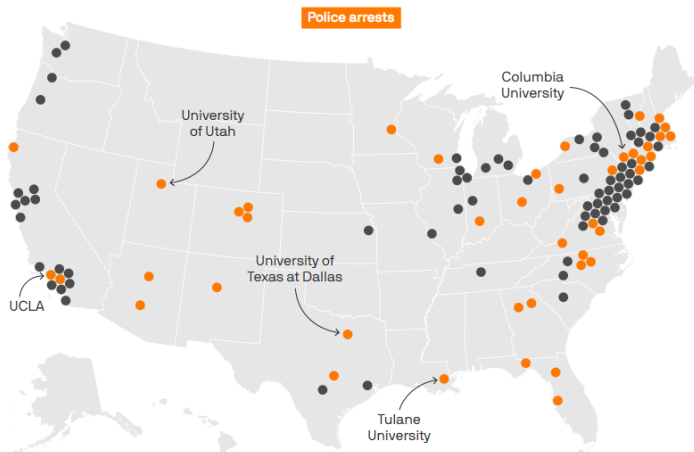 Police arrests
Columbia
University
University
of Utah
University of
Texas at Dallas
UCLA
Tulane
University